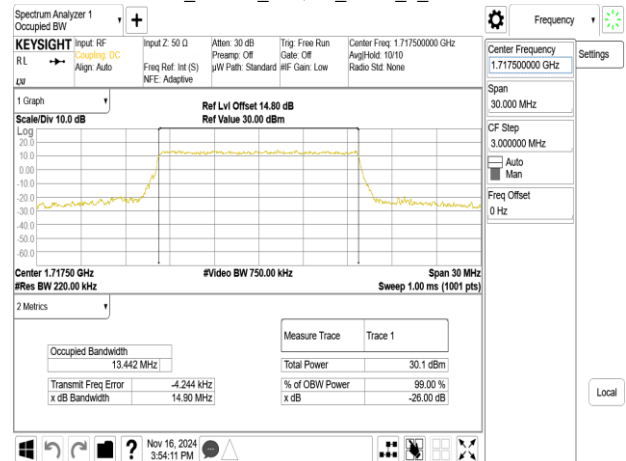 Spectrum Analyzer 1
Occupied BW
Frequency
KEYSIGHT
RL
LXI
Input: RF
Coupling: DC
Align: Auto
Input Z: 50 Ω
Freq Ref: Int (S)
NFE: Adaptive
Atten: 30 dB
Preamp: Off
µW Path: Standard
Trig: Free Run
Gate: Off
#IF Gain: Low
Center Freq: 1.717500000 GHz
Avg|Hold: 10/10
Radio Std: None
Center Frequency
1.717500000 GHz
Settings
Span
30.000 MHz
CF Step
3.000000 MHz
Auto
Man
Freq Offset
0 Hz
Local
1 Graph
Scale/Div 10.0 dB
Ref Lvl Offset 14.80 dB
Ref Value 30.00 dBm
Log
20.0
10.0
0.00
-10.0
-20.0
-30.0
-40.0
-50.0
-60.0
Center 1.71750 GHz
#Res BW 220.00 kHz
#Video BW 750.00 kHz
Span 30 MHz
Sweep 1.00 ms (1001 pts)
2 Metrics
Measure Trace Trace 1
Occupied Bandwidth
13.442 MHz
Total Power 30.1 dBm
Transmit Freq Error -4.244 kHz
% of OBW Power 99.00 %
x dB Bandwidth 14.90 MHz
x dB -26.00 dB
?
Nov 16, 2024
3:54:11 PM